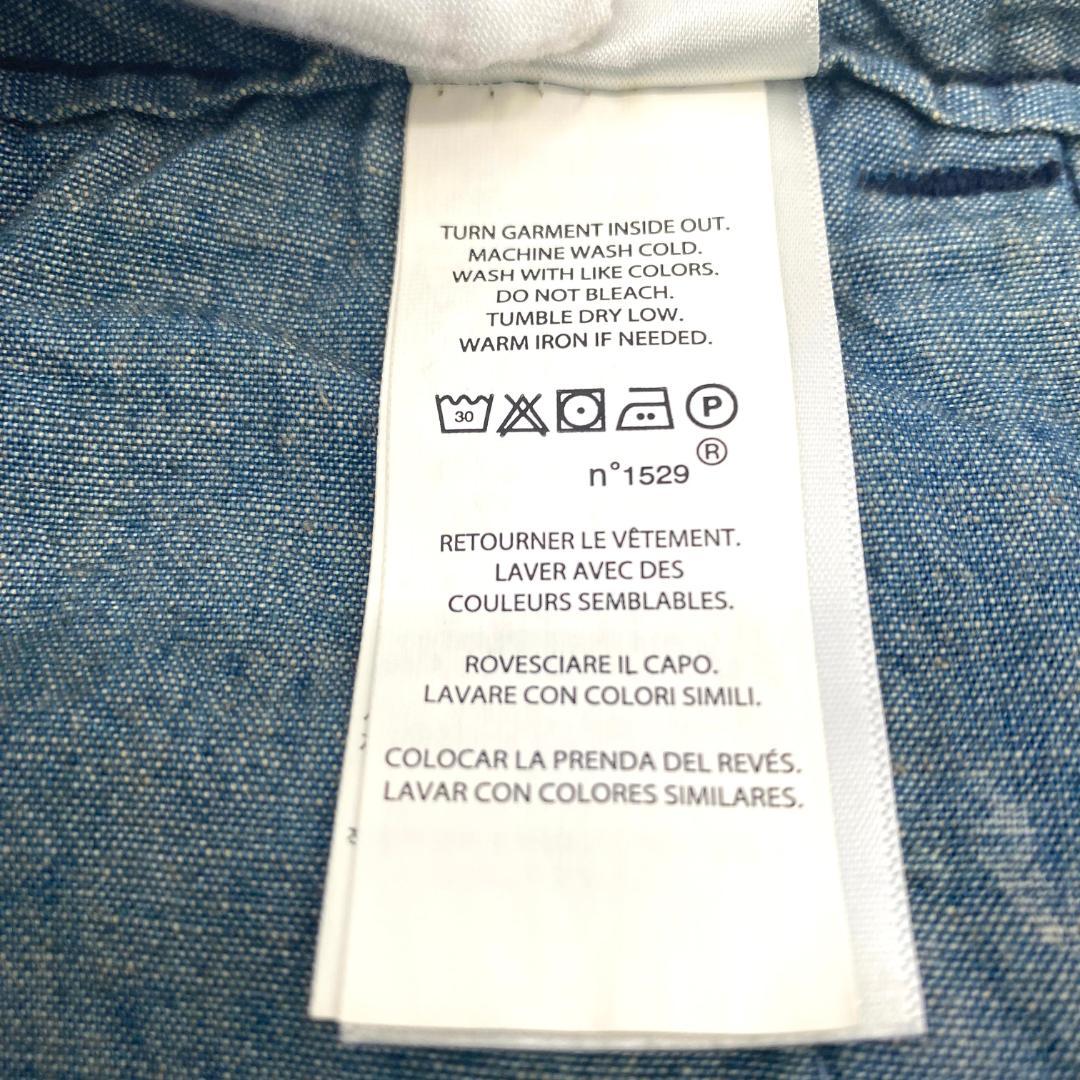 TURN GARMENT INSIDE OUT.
MACHINE WASH COLD.
WASH WITH LIKE COLORS.
DO NOT BLEACH.
TUMBLE DRY LOW.
WARM IRON IF NEEDED.
30 P
n°1529 ®
RETOURNER LE VÊTEMENT.
LAVER AVEC DES
COULEURS SEMBLABLES.
ROVESCIARE IL CAPO.
LAVARE CON COLORI SIMILI.
COLOCAR LA PRENDA DEL REVÉS.
LAVAR CON COLORES SIMILARES.